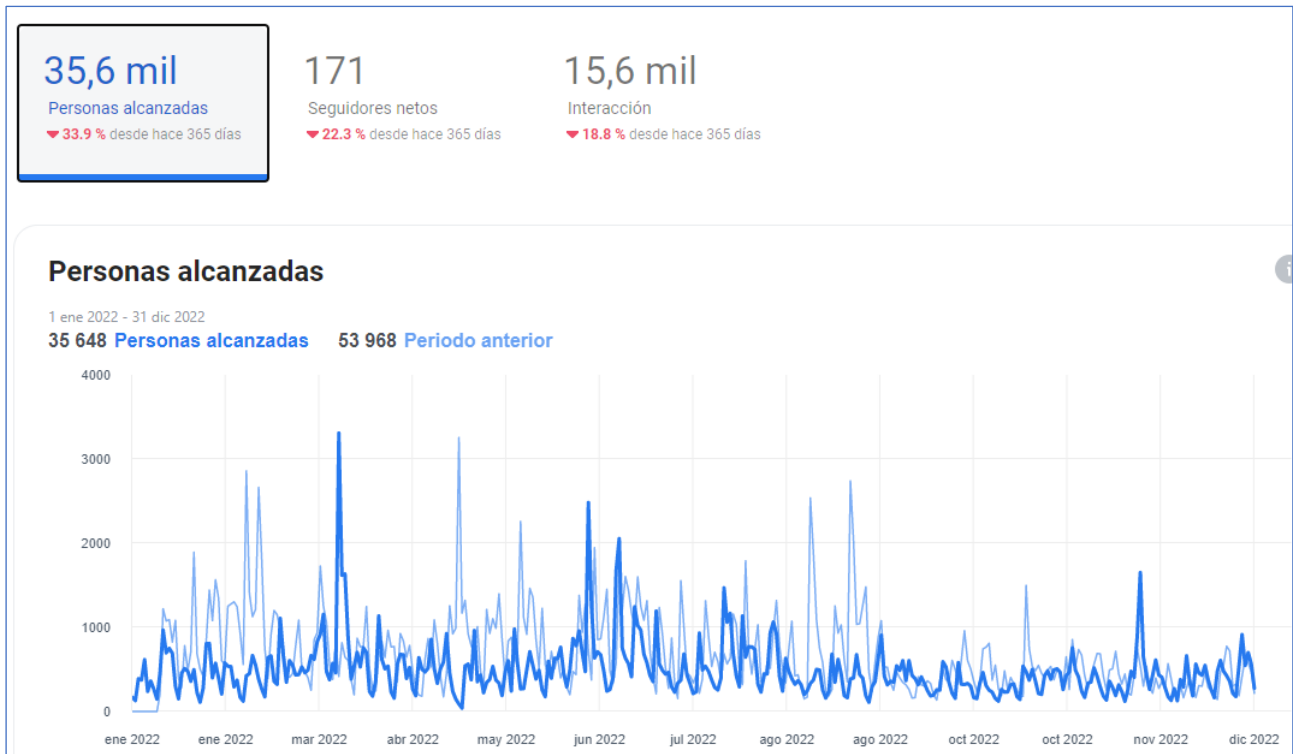 35,6 mil 171 15,6 mil
Personas alcanzadas Seguidores netos Interacción
33.9 % desde hace 365 días 22.3 % desde hace 365 días 18.8 % desde hace 365 días
Personas alcanzadas
1 ene 2022 - 31 dic 2022
35 648 Personas alcanzadas 53 968 Periodo anterior
4000
3000
2000
1000
0
ene 2022 ene 2022 mar 2022 abr 2022 may 2022 jun 2022 jul 2022 ago 2022 ago 2022 oct 2022 oct 2022 nov 2022 dic 2022